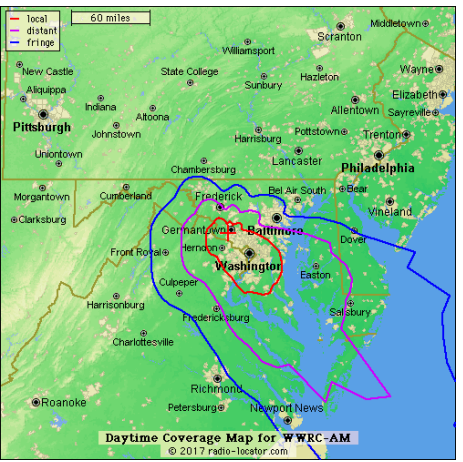 local
distant
fringe
60 miles
Middletown
Scranton
Williamsport
New Castle
State College
Hazleton
Wayne
Aliquippa
Sunbury
Elizabeth
Indiana
Altoona
Allentown
Sayreville
Pittsburgh
Johnstown
Harrisburg
Pottstown
Trenton
Uniontown
Lancaster
Philadelphia
Chambersburg
Morgantown
Cumberland
Bel Air South
Bear
Frederick
Vineland
Clarksburg
Germantown
Baltimore
Dover
Front Royal
Herndon
Washington
Easton
Culpeper
Harrisonburg
Salisbury
Fredericksburg
Charlottesville
Richmond
Roanoke
Petersburg
Newport News
Daytime Coverage Map for WWRC-AM
© 2017 radio-locator.com